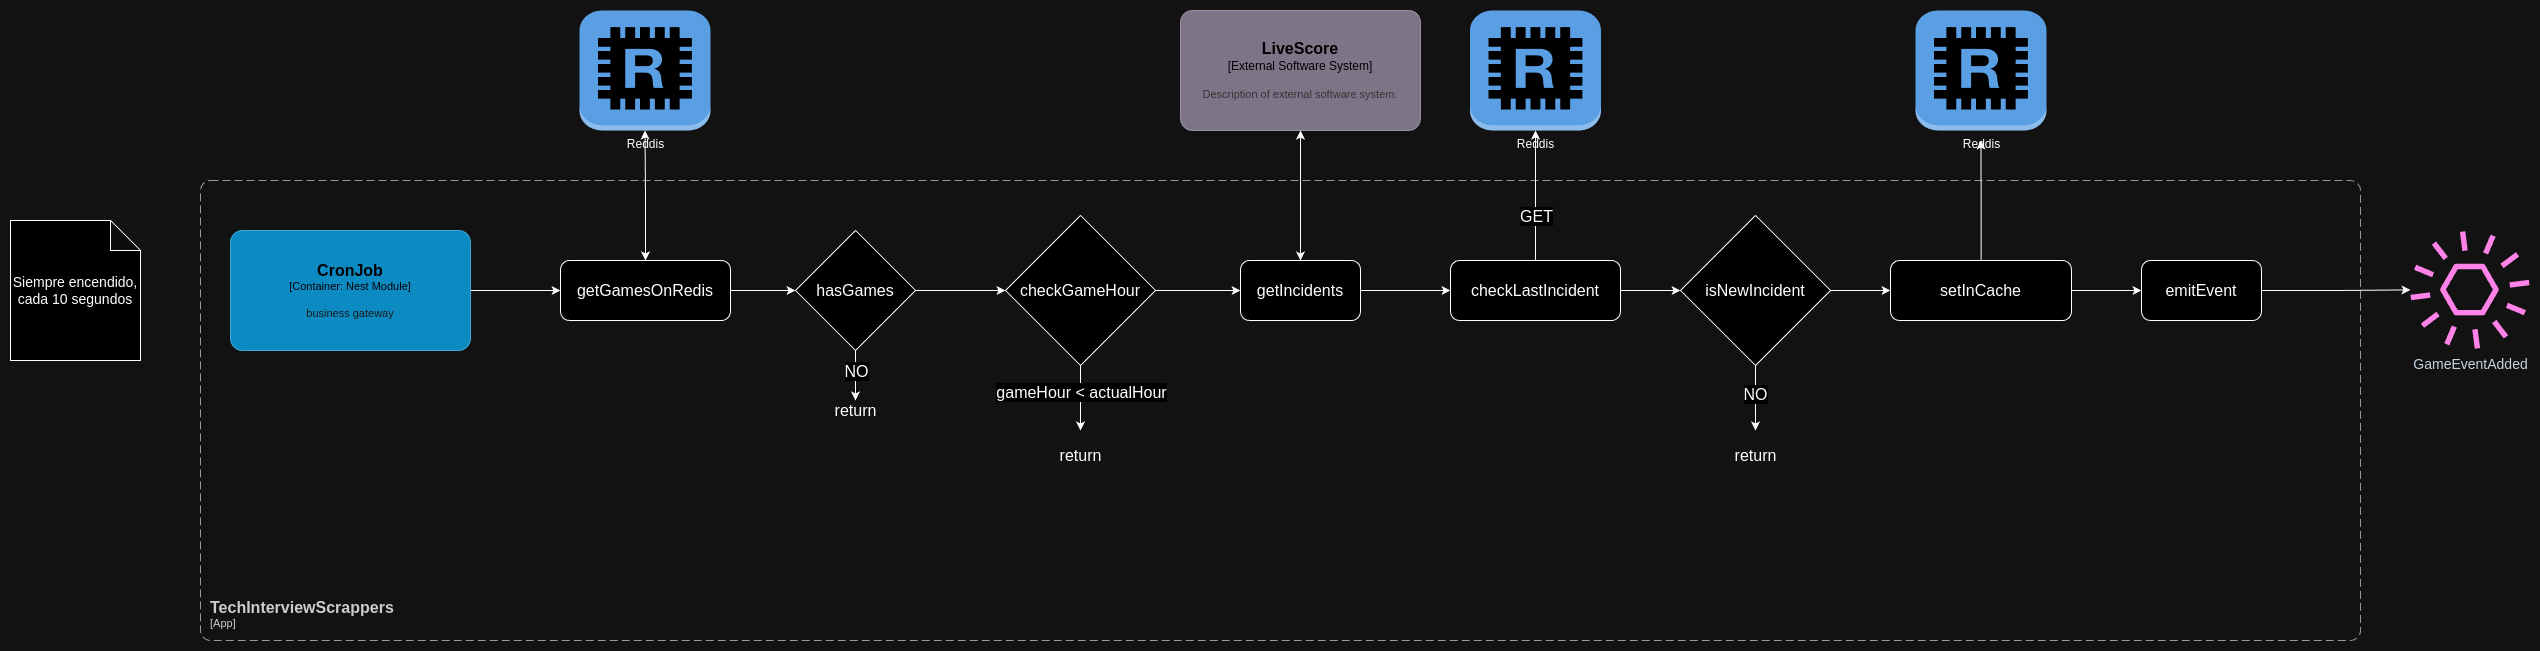 R
Reddis
LiveScore
[External Software System]
Description of external software system.
R
Reddis
R
Reddis
GET
Siempre encendido,
cada 10 segundos
CronJob
[Container: Nest Module]
business gateway
getGamesOnRedis
hasGames
checkGameHour
getIncidents
checkLastIncident
isNewIncident
setInCache
emitEvent
GameEventAdded
NO
return
gameHour < actualHour
return
NO
return
TechInterviewScrappers
[App]